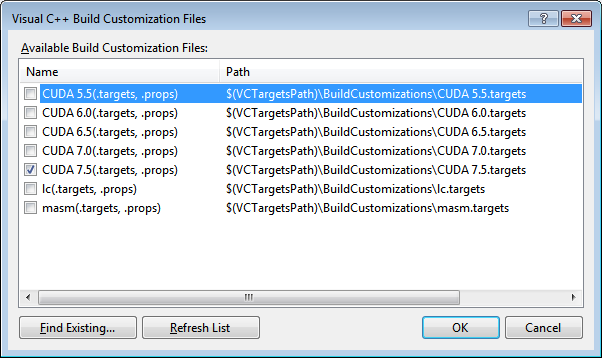 Visual C++ Build Customization Files
Available Build Customization Files:
Name Path
CUDA 5.5(.targets, .props) $(VCTargetsPath)\BuildCustomizations\CUDA 5.5.targets
CUDA 6.0(.targets, .props) $(VCTargetsPath)\BuildCustomizations\CUDA 6.0.targets
CUDA 6.5(.targets, .props) $(VCTargetsPath)\BuildCustomizations\CUDA 6.5.targets
CUDA 7.0(.targets, .props) $(VCTargetsPath)\BuildCustomizations\CUDA 7.0.targets
CUDA 7.5(.targets, .props) $(VCTargetsPath)\BuildCustomizations\CUDA 7.5.targets
lc(.targets, .props) $(VCTargetsPath)\BuildCustomizations\lc.targets
masm(.targets, .props) $(VCTargetsPath)\BuildCustomizations\masm.targets
Find Existing... Refresh List OK Cancel